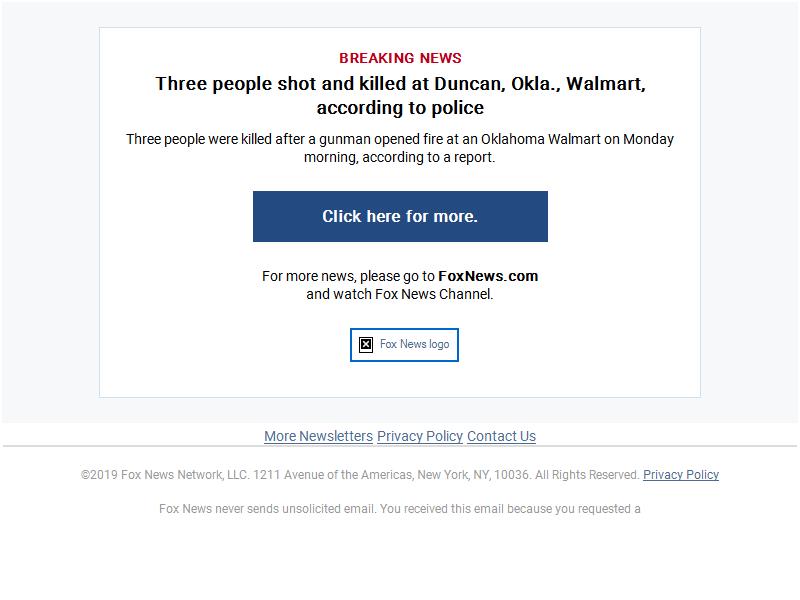 BREAKING NEWS
Three people shot and killed at Duncan, Okla., Walmart,
according to police
Three people were killed after a gunman opened fire at an Oklahoma Walmart on Monday
morning, according to a report.
Click here for more.
For more news, please go to FoxNews.com
and watch Fox News Channel.
Fox News logo
More Newsletters Privacy Policy Contact Us
©2019 Fox News Network, LLC. 1211 Avenue of the Americas, New York, NY, 10036. All Rights Reserved. Privacy Policy
Fox News never sends unsolicited email. You received this email because you requested a